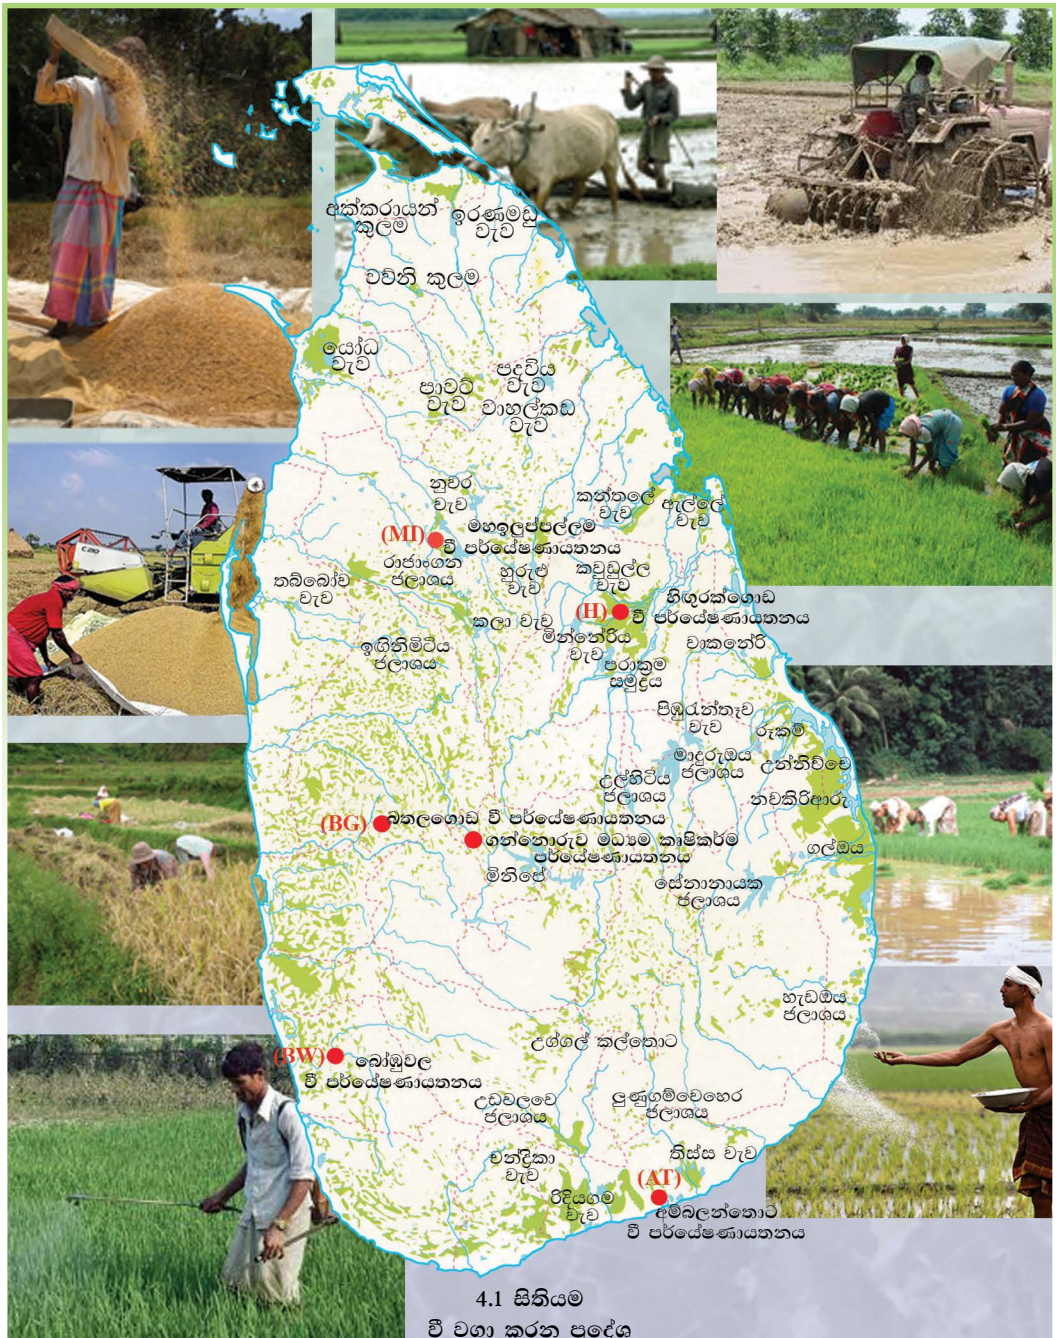 අක්කරායන්
කුලම
ඉරණමඩු
වැව
වව්නි කුලම
යෝධ
වැව
පදවිය
වැව
පාවට්
වැව
වාහල්කඩ
වැව
නුවර
වැව
කන්තලේ
වැව
ඇල්ලේ
වැව
(MI)
මහඉලුප්පල්ලම
වී පර්යේෂණායතනය
රාජාංගන
ජලාශය
හුරුළු
වැව
කවුඩුල්ල
වැව
තබ්බෝව
වැව
(H)
හිඟුරක්ගොඩ
වී පර්යේෂණායතනය
කලා වැව
මින්නේරිය
වැව
වාකනේරි
ඉඟිනිමිටිය
ජලාශය
පරාක්‍රම
සමුද්‍රය
පිඹුරැත්තෑව
වැව
රූකම්
මාදුරුඔය
ජලාශය
උන්නිච්චෙ
උල්හිටිය
ජලාශය
නවකිරිආරු
(BG)
බතලගොඩ වී පර්යේෂණායතනය
ගන්නොරුව මධ්‍යම කෘෂිකර්ම
පර්යේෂණායතනය
ගල්ඔය
මිනිපේ
සේනානායක
ජලාශය
හැඩඔය
ජලාශය
උග්ගල් කල්තොට
(BW)
බෝඹුවල
වී පර්යේෂණායතනය
උඩවලවෙ
ජලාශය
ලුණුගම්වෙහෙර
ජලාශය
චන්ද්‍රිකා
වැව
තිස්ස වැව
(AT)
රිදියගම
වැව
අම්බලන්තොට
වී පර්යේෂණායතනය
4.1 සිතියම
වී වගා කරන ප්‍රදේශ